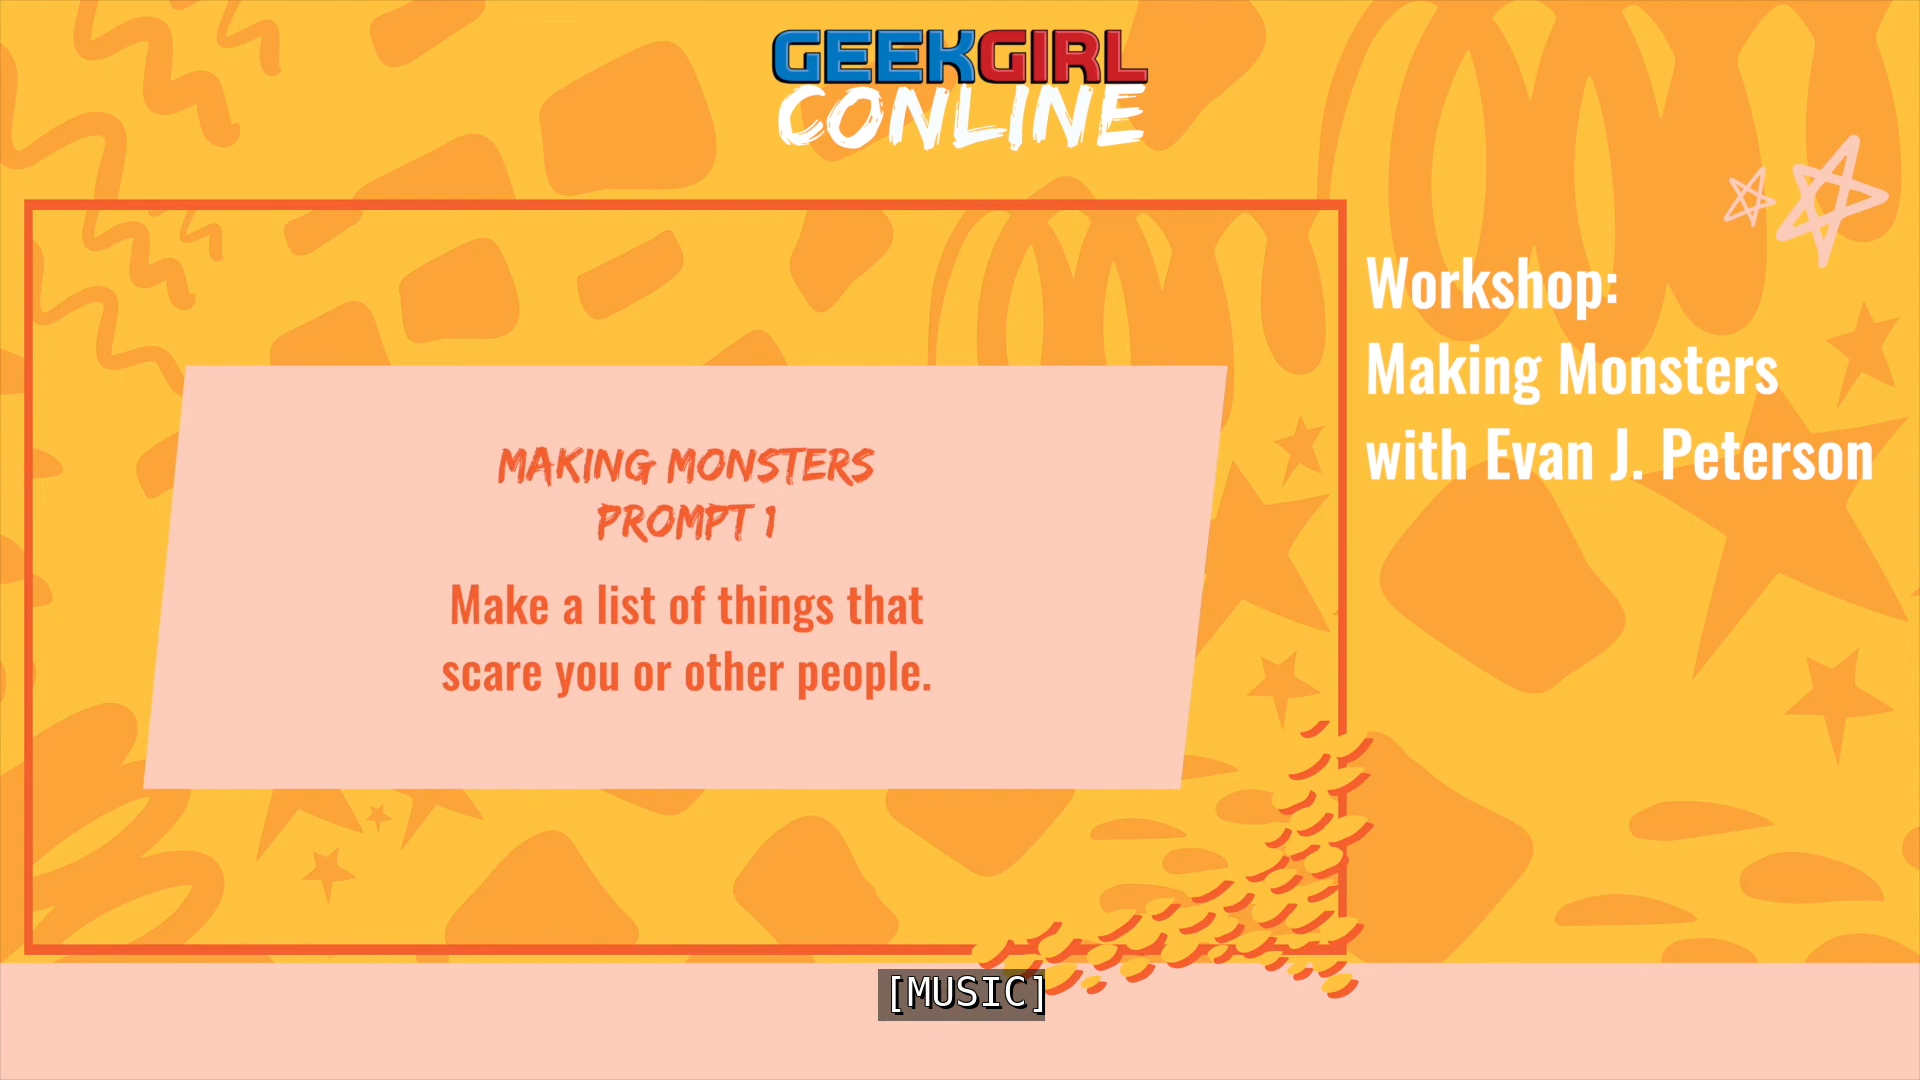 GEEKGIRL
CONLINE
Workshop:
Making Monsters
with Evan J. Peterson
MAKING MONSTERS
PROMPT 1
Make a list of things that
scare you or other people.
[MUSIC]